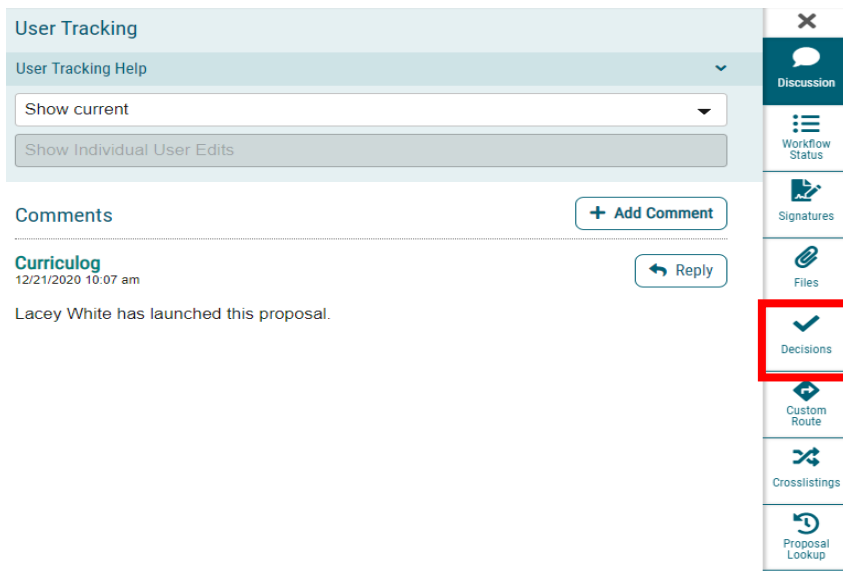 User Tracking
User Tracking Help
Show current
Show Individual User Edits
Comments
+ Add Comment
Curriculog
12/21/2020 10:07 am
Reply
Lacey White has launched this proposal.
Discussion
Workflow
Status
Signatures
Files
Decisions
Custom
Route
Crosslistings
Proposal
Lookup